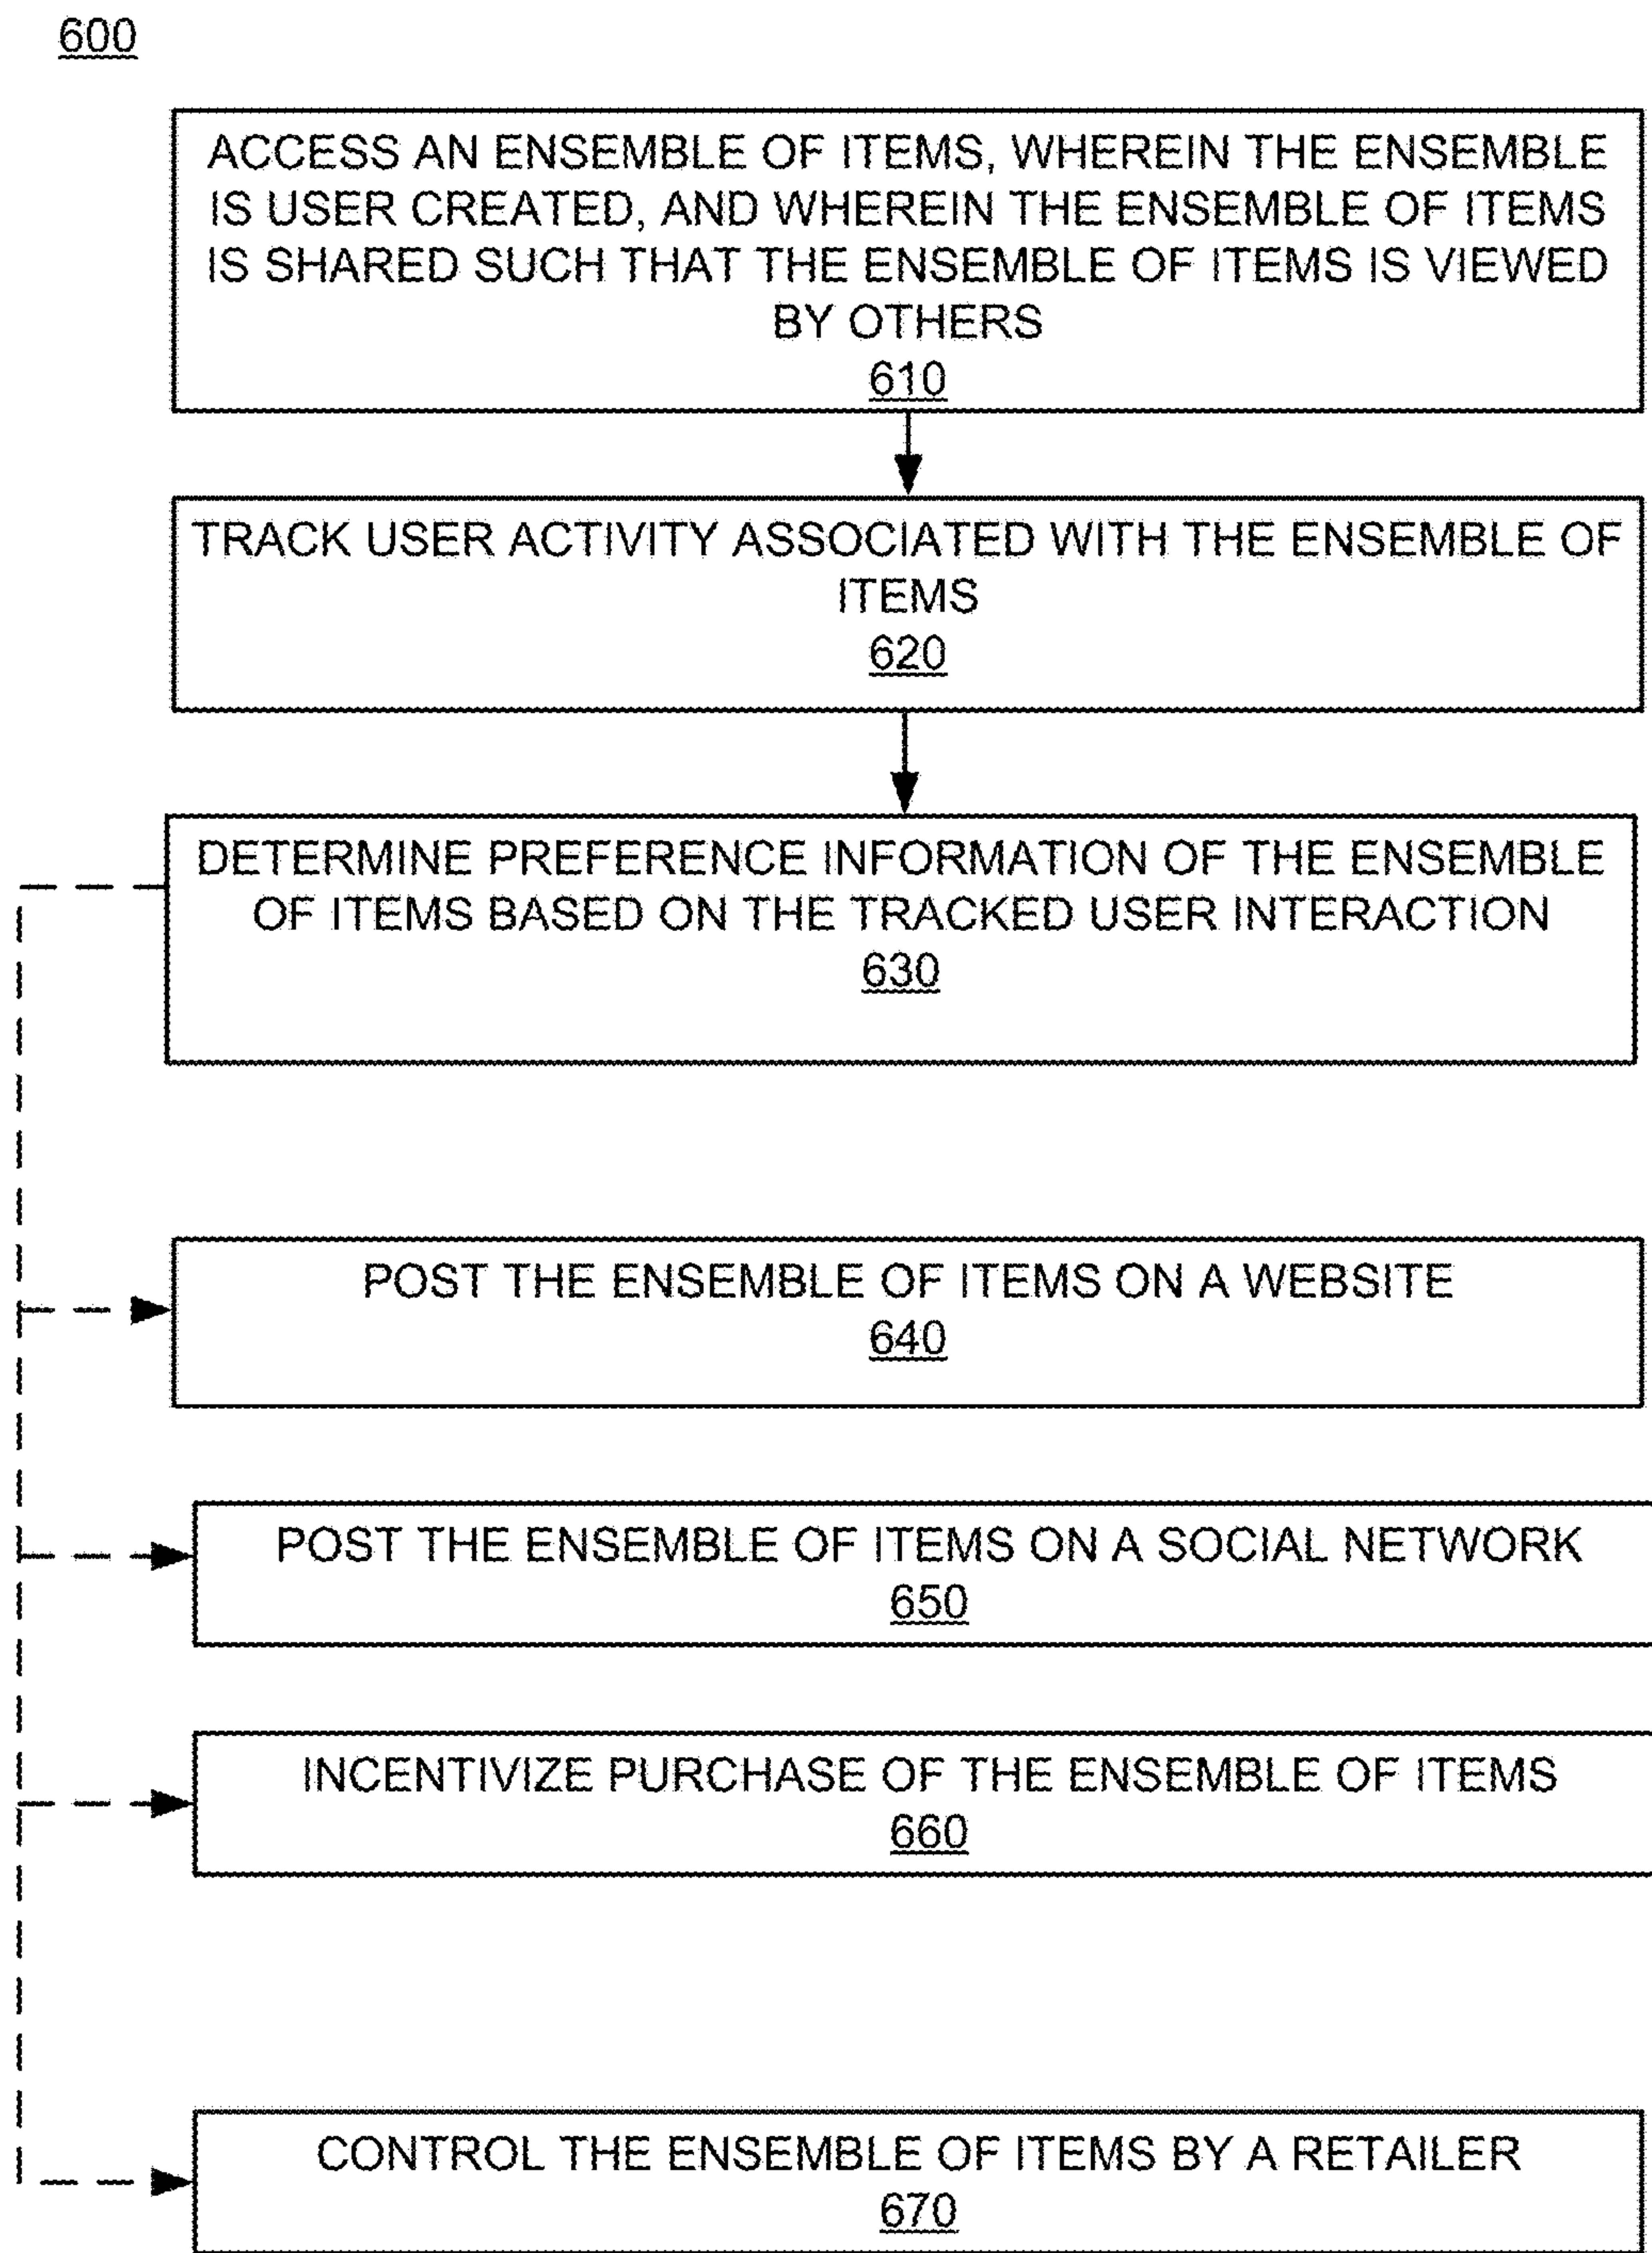 600
ACCESS AN ENSEMBLE OF ITEMS, WHEREIN THE ENSEMBLE
IS USER CREATED, AND WHEREIN THE ENSEMBLE OF ITEMS
IS SHARED SUCH THAT THE ENSEMBLE OF ITEMS IS VIEWED
BY OTHERS
610
TRACK USER ACTIVITY ASSOCIATED WITH THE ENSEMBLE OF
ITEMS
620
DETERMINE PREFERENCE INFORMATION OF THE ENSEMBLE
OF ITEMS BASED ON THE TRACKED USER INTERACTION
630
POST THE ENSEMBLE OF ITEMS ON A WEBSITE
640
POST THE ENSEMBLE OF ITEMS ON A SOCIAL NETWORK
650
INCENTIVIZE PURCHASE OF THE ENSEMBLE OF ITEMS
660
CONTROL THE ENSEMBLE OF ITEMS BY A RETAILER
670